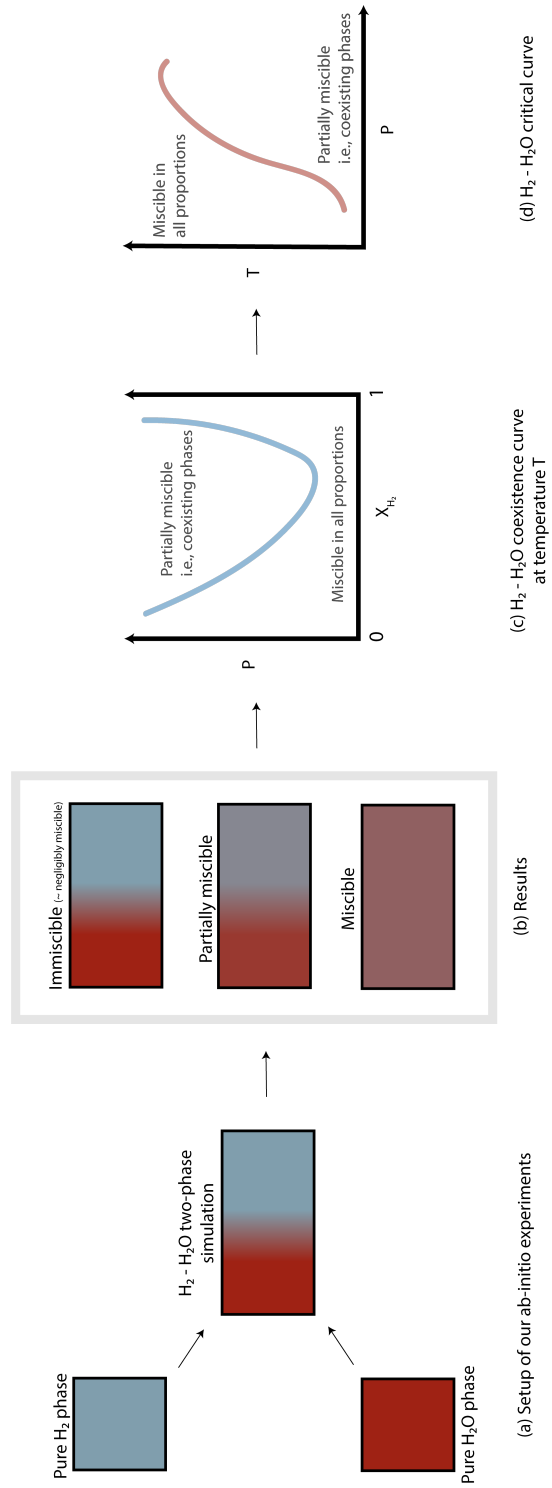 Pure H₂ phase
Pure H₂O phase
H₂ - H₂O two-phase
simulation
(a) Setup of our ab-initio experiments
Immiscible (~ negligibly miscible)
Partially miscible
Miscible
(b) Results
P
Partially miscible
i.e., coexisting phases
Miscible in all proportions
0
X H₂
1
(c) H₂ - H₂O coexistence curve
at temperature T
T
Miscible in
all proportions
Partially miscible
i.e., coexisting phases
P
(d) H₂ - H₂O critical curve